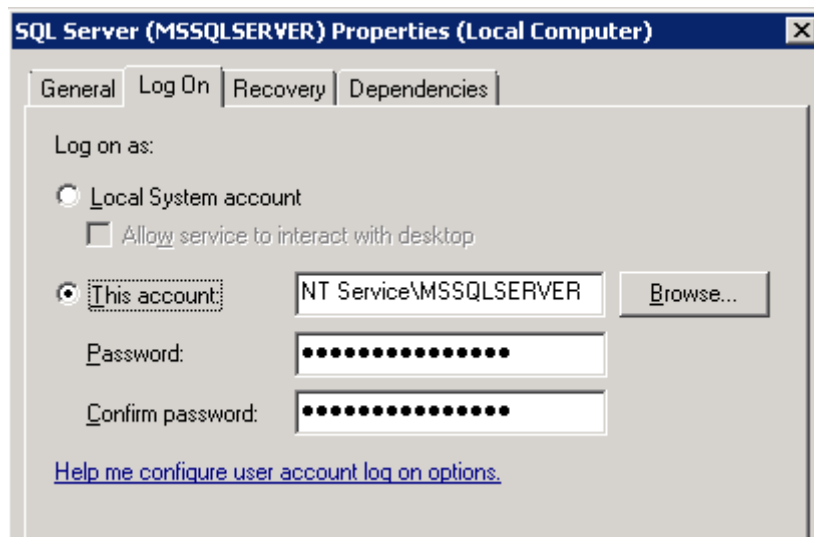 SQL Server (MSSQLSERVER) Properties (Local Computer)
General Log On Recovery Dependencies
Log on as:
Local System account
Allow service to interact with desktop
This account: NT Service\MSSQLSERVER Browse...
Password: •••••••••••••••
Confirm password: •••••••••••••••
Help me configure user account log on options.